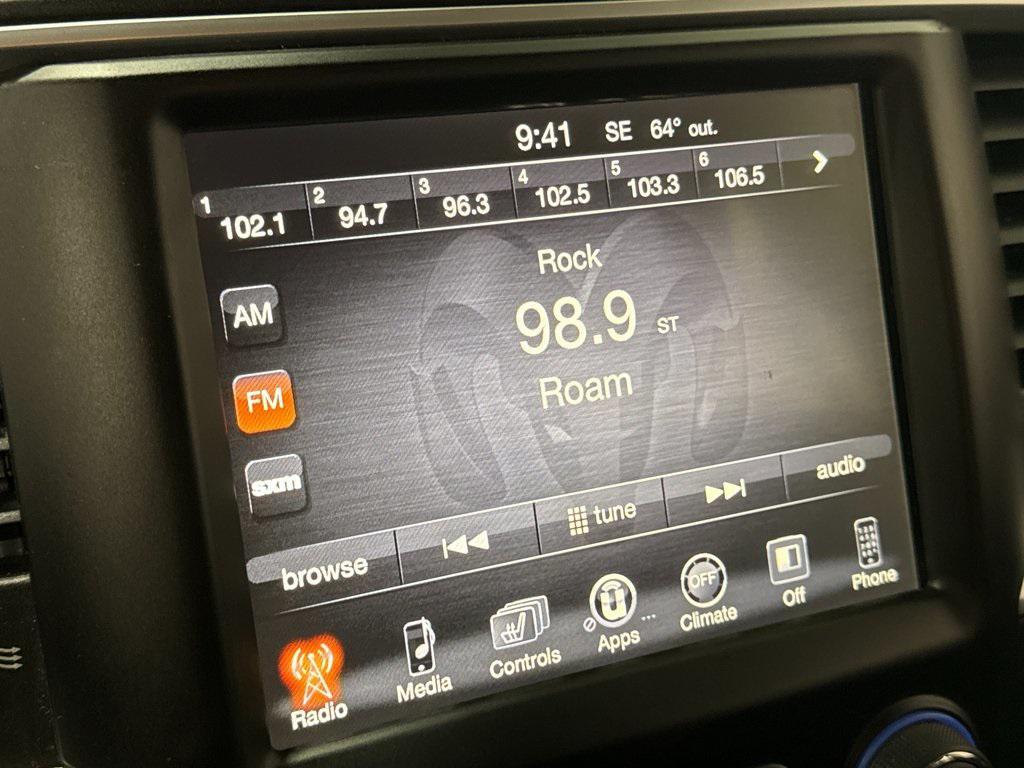 9:41 SE 64° out.
1 2 3 4 5 6
102.1 94.7 96.3 102.5 103.3 106.5
Rock
AM
98.9 ST
FM
Roam
sxm
browse tune audio
OFF
Radio Media Controls Apps ... Climate Off Phone